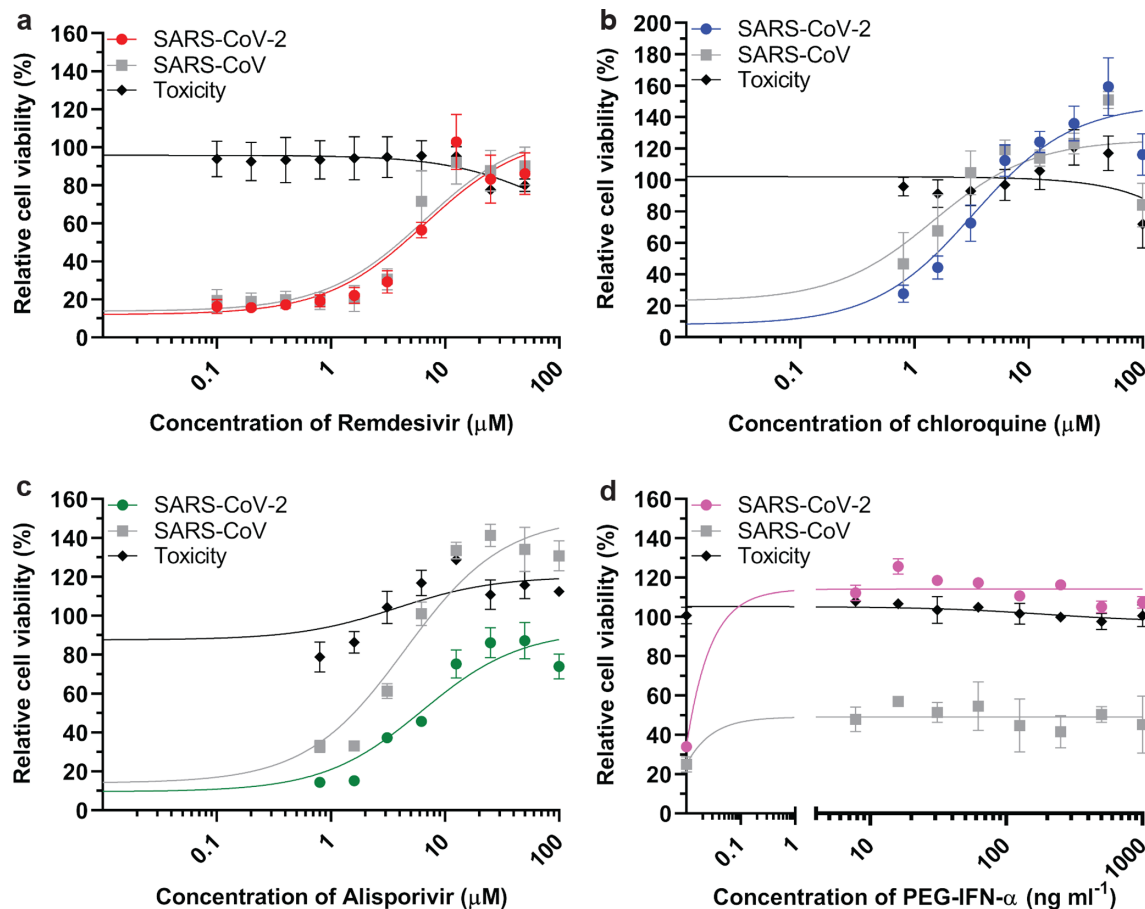 a
SARS-CoV-2
SARS-CoV
Toxicity
Relative cell viability (%)
160
140
120
100
80
60
40
20
0
0.1
1
10
100
Concentration of Remdesivir (μM)
b
SARS-CoV-2
SARS-CoV
Toxicity
Relative cell viability (%)
200
180
160
140
120
100
80
60
40
20
0
0.1
1
10
100
Concentration of chloroquine (μM)
c
SARS-CoV-2
SARS-CoV
Toxicity
Relative cell viability (%)
160
140
120
100
80
60
40
20
0
0.1
1
10
100
Concentration of Alisporivir (μM)
d
SARS-CoV-2
SARS-CoV
Toxicity
Relative cell viability (%)
160
140
120
100
80
60
40
20
0
0.1
1
10
100
1000
Concentration of PEG-IFN-α (ng ml⁻¹)